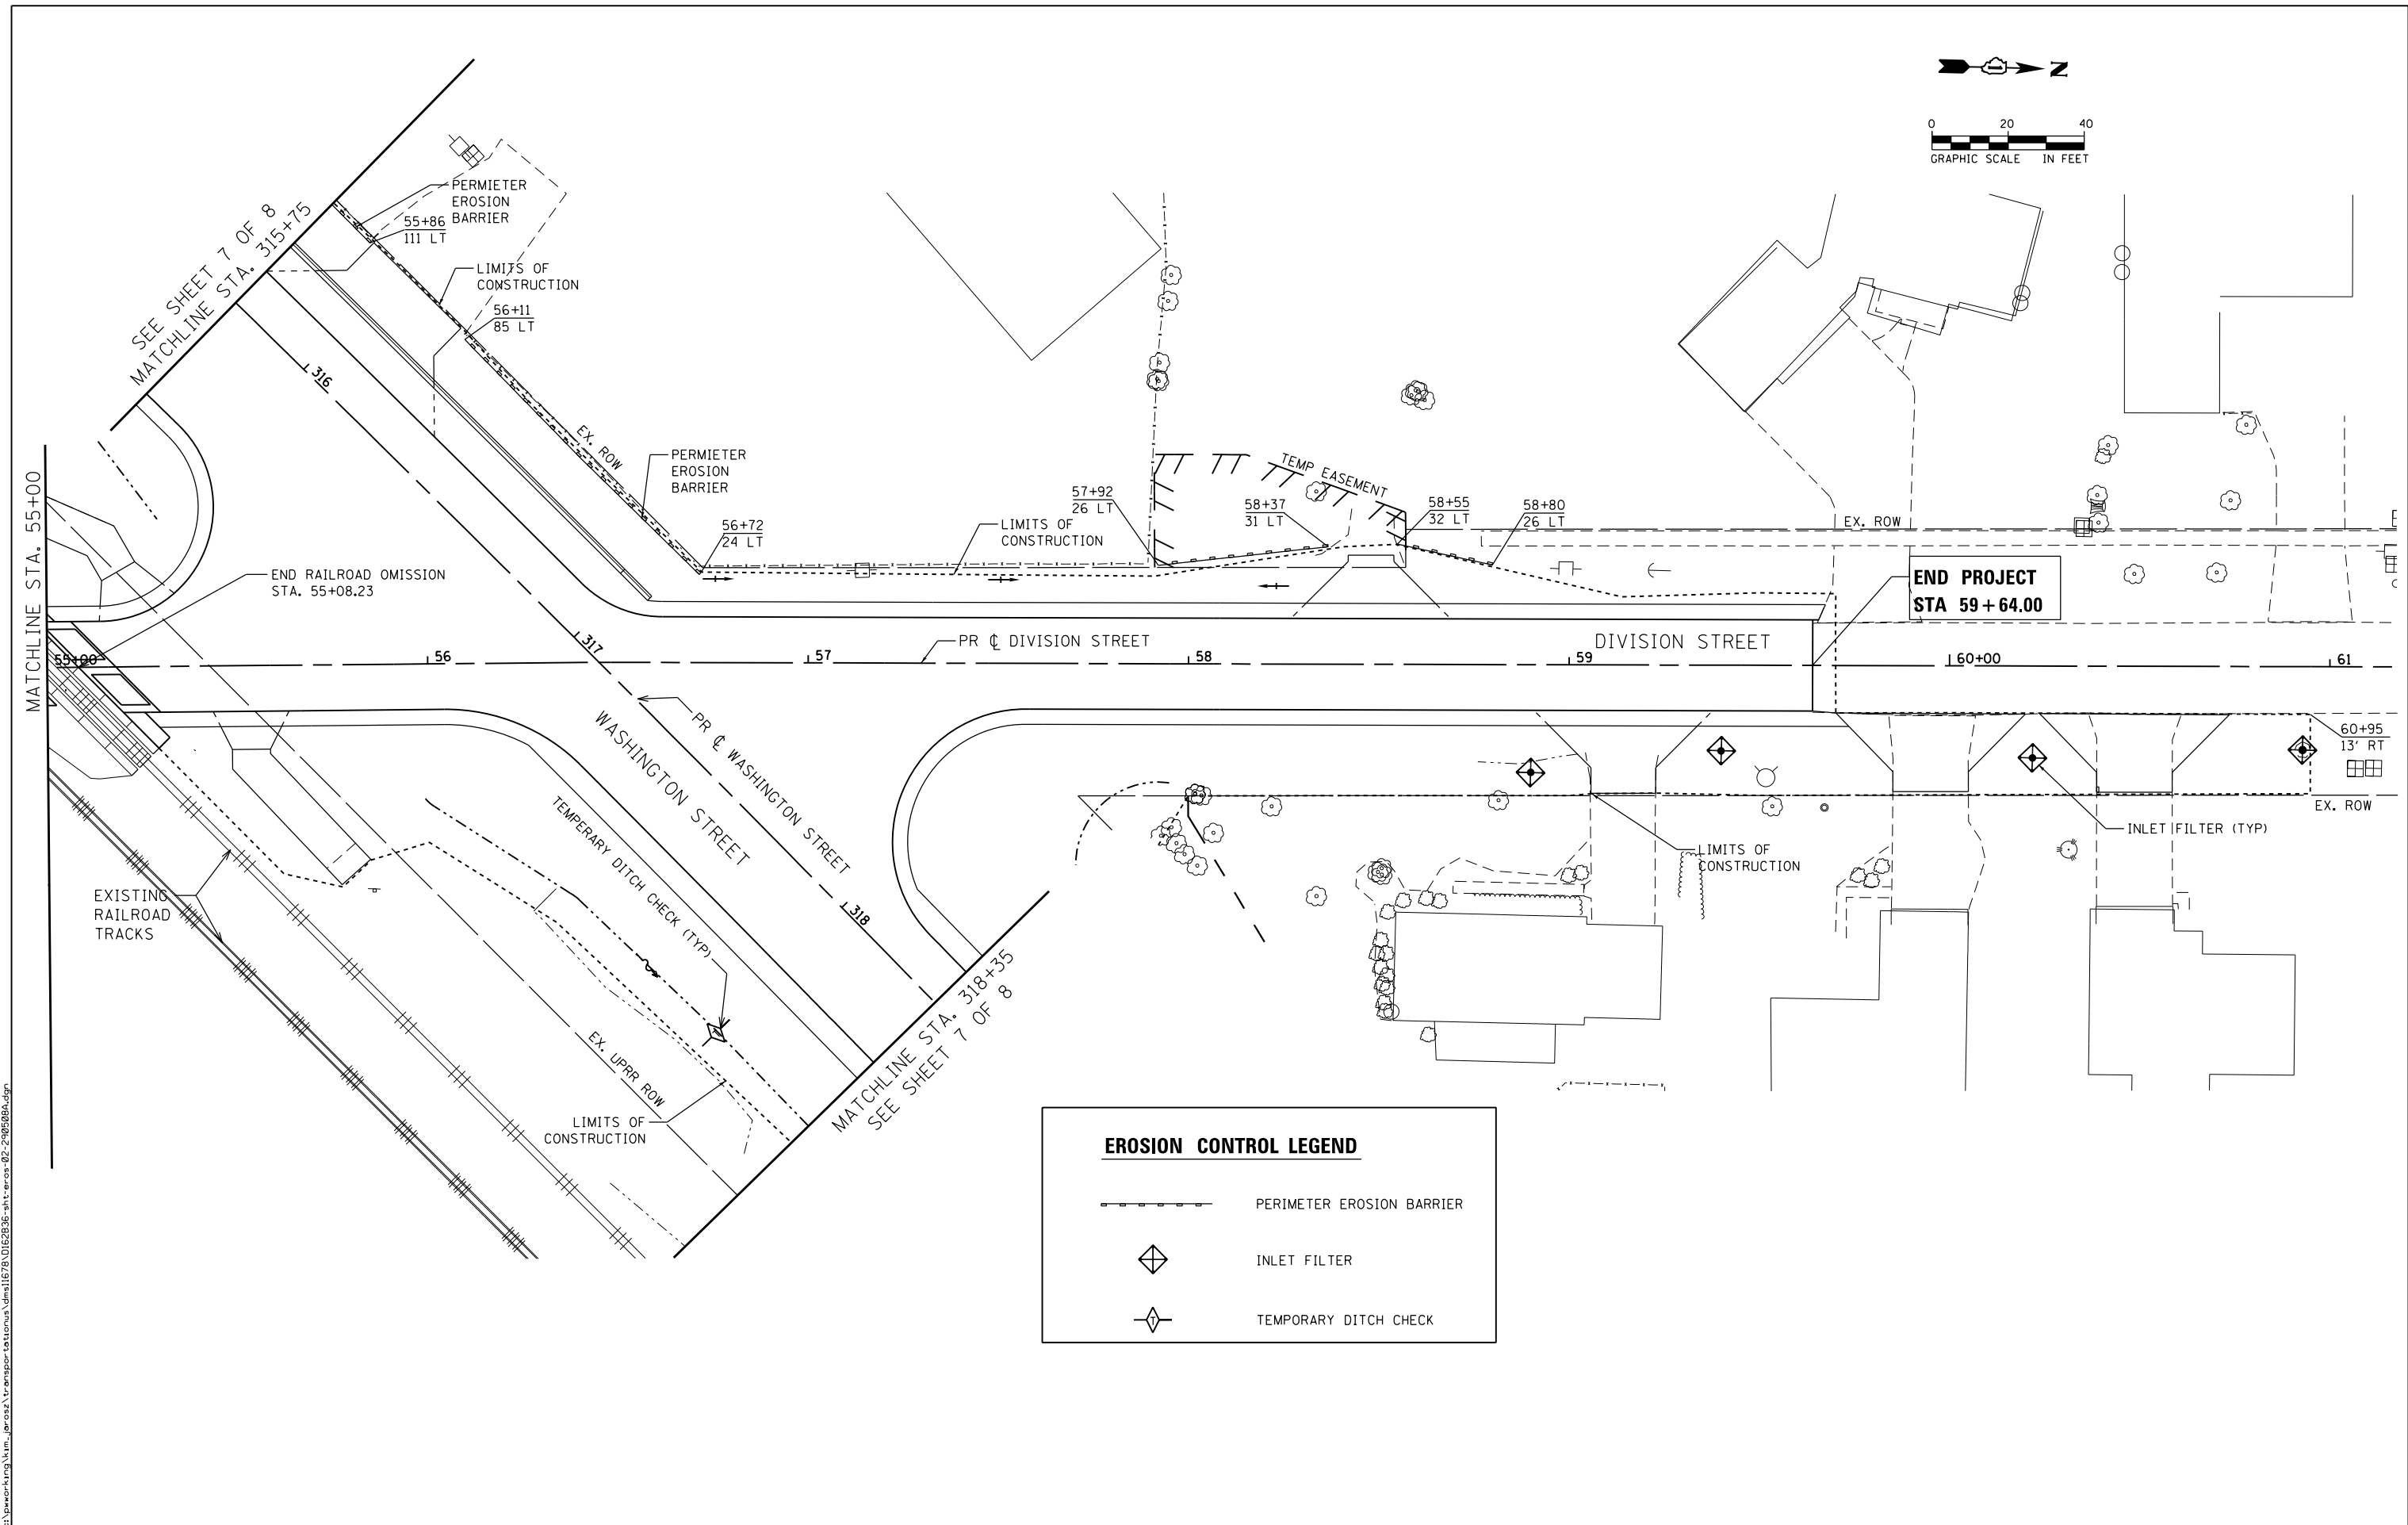 N
0 20 40
GRAPHIC SCALE IN FEET
SEE SHEET 7 OF 8
MATCHLINE STA. 315+75
PERMIETER
EROSION
BARRIER
55+86
111 LT
LIMITS OF
CONSTRUCTION
56+11
85 LT
316
EX. ROW
PERMIETER
EROSION
BARRIER
56+72
24 LT
LIMITS OF
CONSTRUCTION
57+92
26 LT
TEMP EASEMENT
58+37
31 LT
58+55
32 LT
58+80
26 LT
EX. ROW
END PROJECT
STA 59+64.00
MATCHLINE STA. 55+00
END RAILROAD OMISSION
STA. 55+08.23
55+00
56
317
57
PR ℄ DIVISION STREET
58
59
DIVISION STREET
60+00
61
PR ℄ WASHINGTON STREET
WASHINGTON STREET
60+95
13' RT
EX. ROW
INLET FILTER (TYP)
LIMITS OF
CONSTRUCTION
TEMPERARY DITCH CHECK (TYP)
318
EXISTING
RAILROAD
TRACKS
EX. UPRR ROW
LIMITS OF
CONSTRUCTION
MATCHLINE STA. 318+35
SEE SHEET 7 OF 8
EROSION CONTROL LEGEND
PERIMETER EROSION BARRIER
INLET FILTER
T
TEMPORARY DITCH CHECK